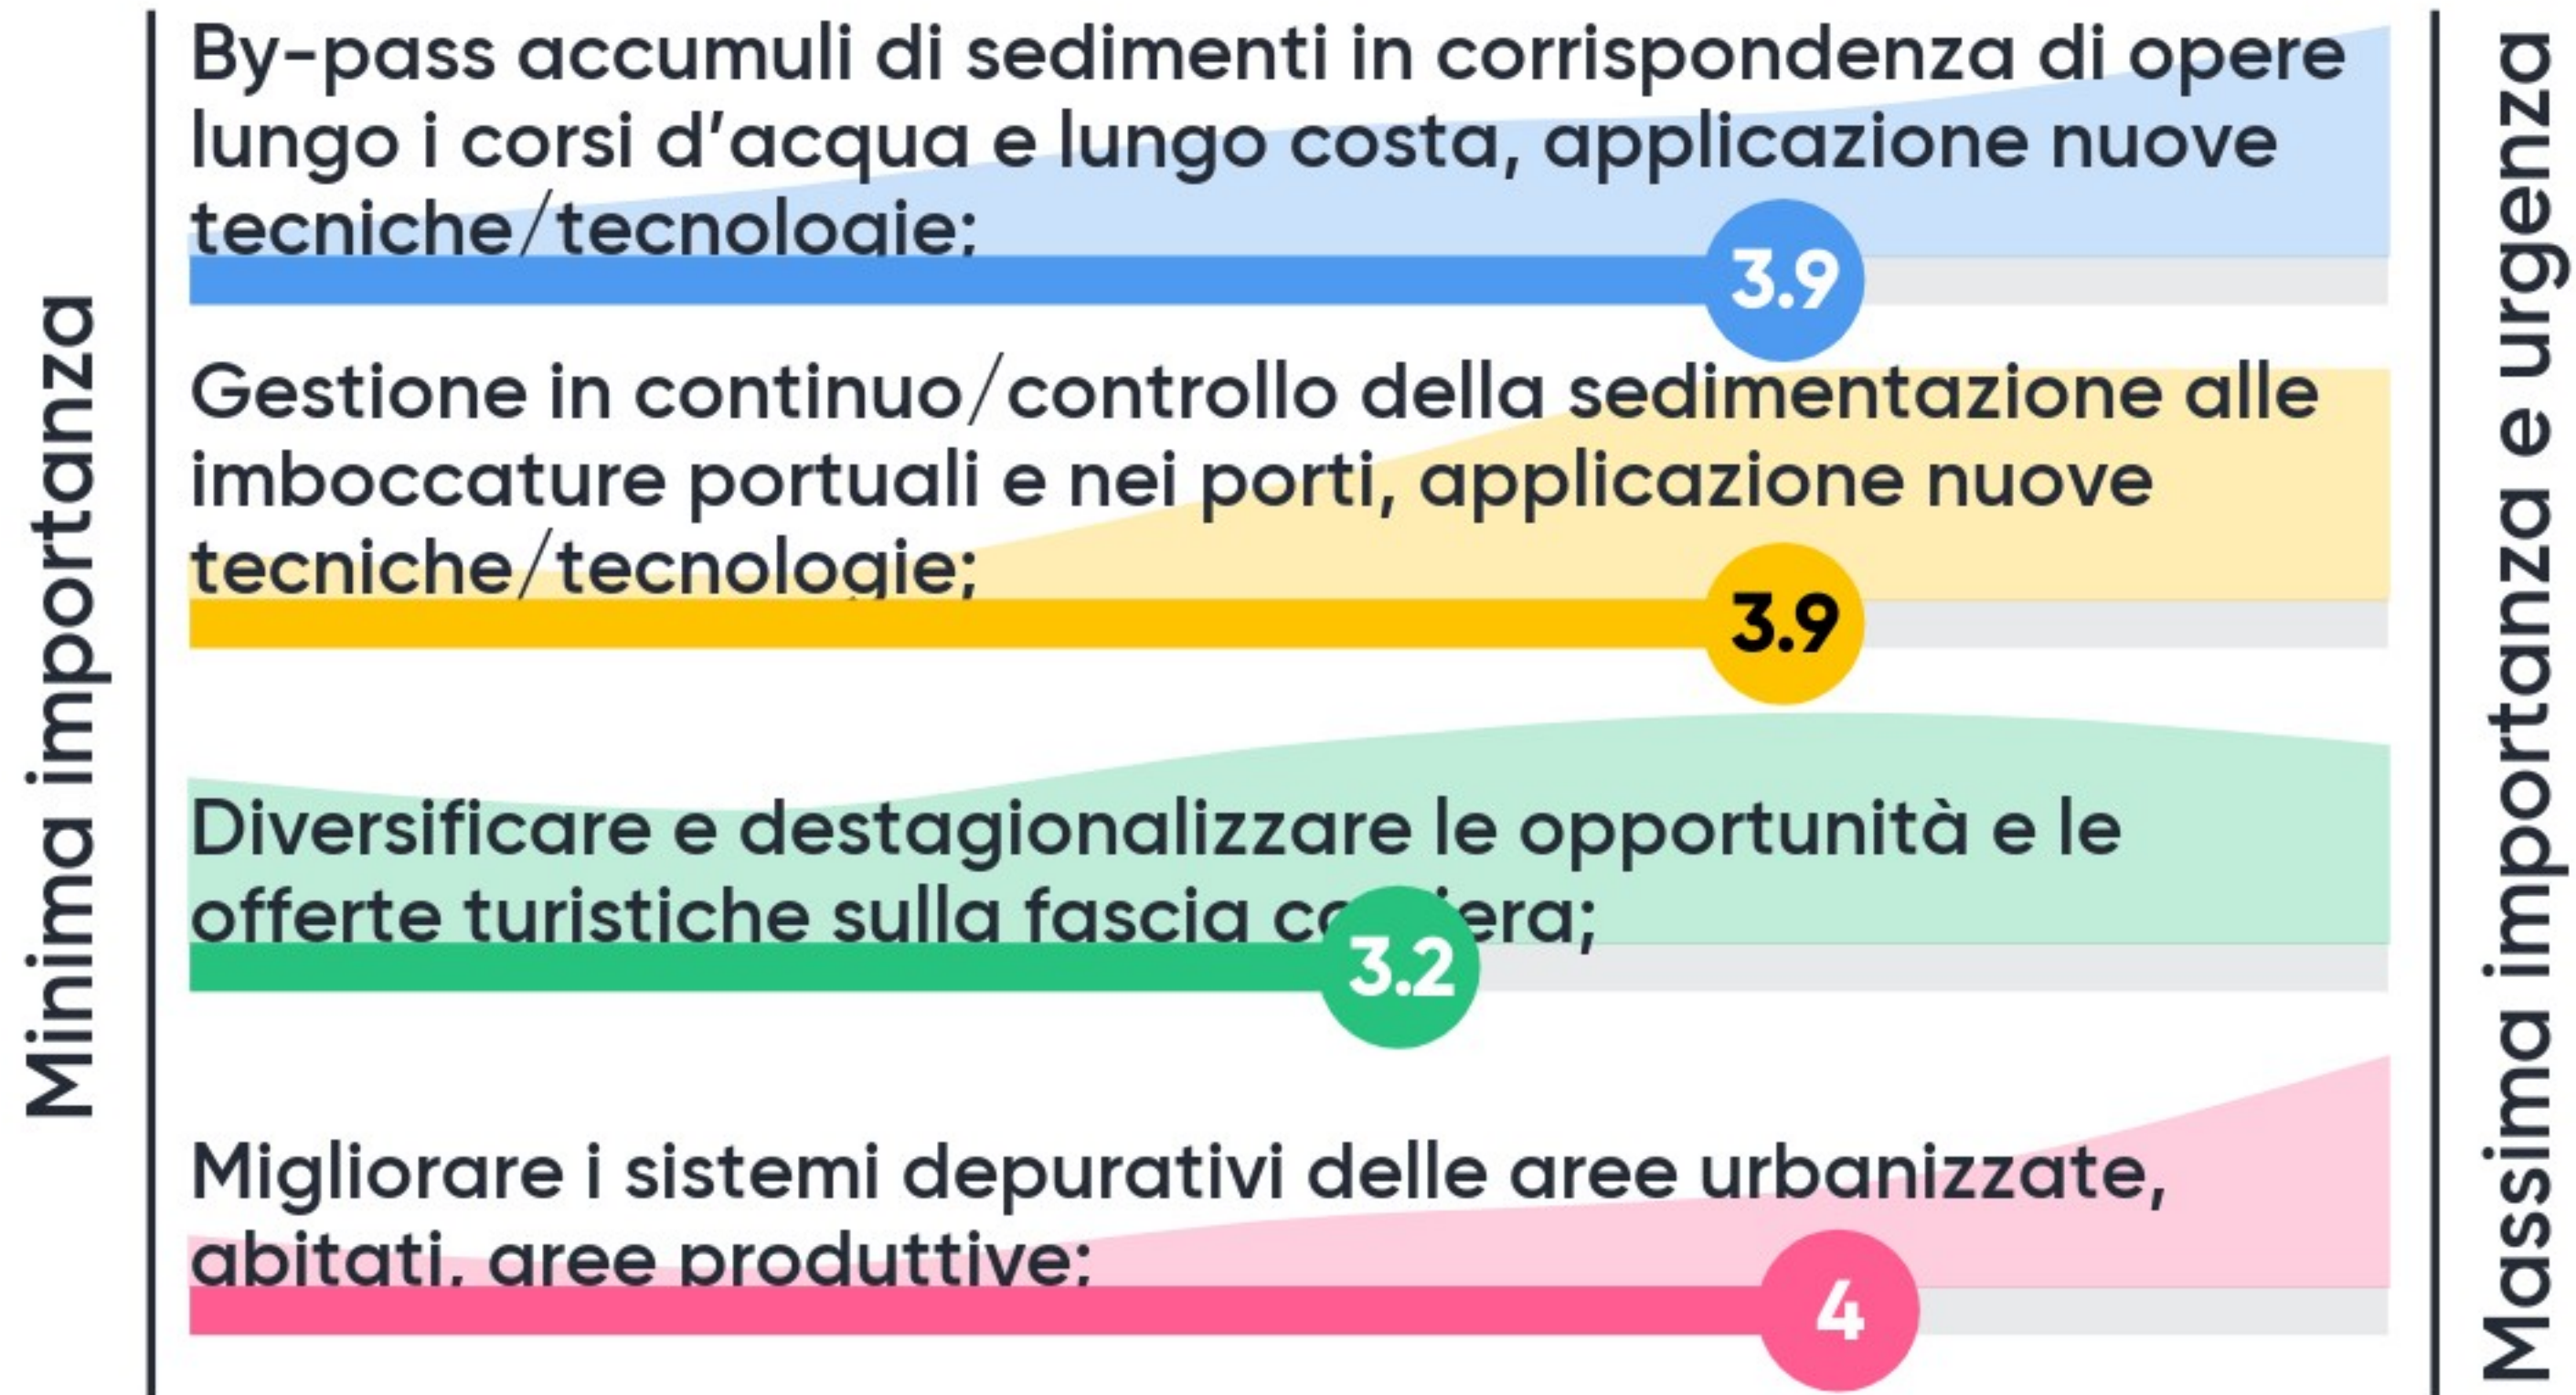 Minima importanza
By-pass accumuli di sedimenti in corrispondenza di opere
lungo i corsi d’acqua e lungo costa, applicazione nuove
tecniche/tecnologie;
3.9
Gestione in continuo/controllo della sedimentazione alle
imboccature portuali e nei porti, applicazione nuove
tecniche/tecnologie;
3.9
Diversificare e destagionalizzare le opportunità e le
offerte turistiche sulla fascia costiera;
3.2
Migliorare i sistemi depurativi delle aree urbanizzate,
abitati, aree produttive;
4
Massima importanza e urgenza